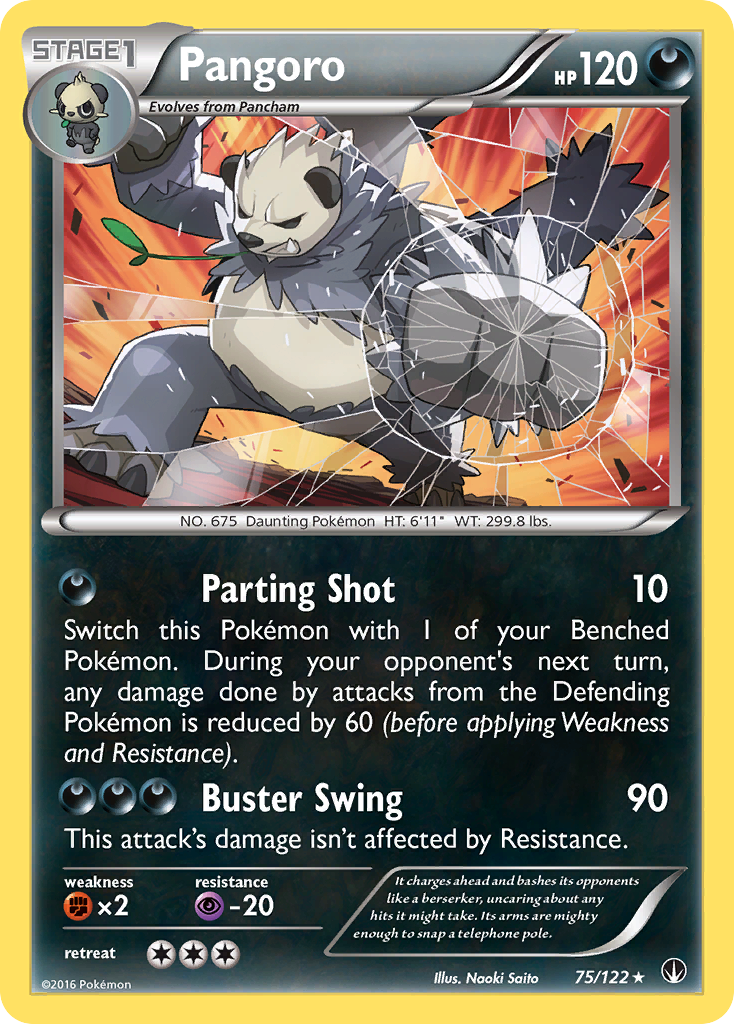 STAGE1
Pangoro
HP120
Evolves from Pancham
NO. 675 Daunting Pokémon HT: 6'11" WT: 299.8 lbs.
Parting Shot 10
Switch this Pokémon with 1 of your Benched
Pokémon. During your opponent's next turn,
any damage done by attacks from the Defending
Pokémon is reduced by 60 (before applying Weakness
and Resistance).
Buster Swing 90
This attack's damage isn't affected by Resistance.
weakness
×2
resistance
-20
retreat
It charges ahead and bashes its opponents
like a berserker, uncaring about any
hits it might take. Its arms are mighty
enough to snap a telephone pole.
©2016 Pokémon
Illus. Naoki Saito
75/122 ★